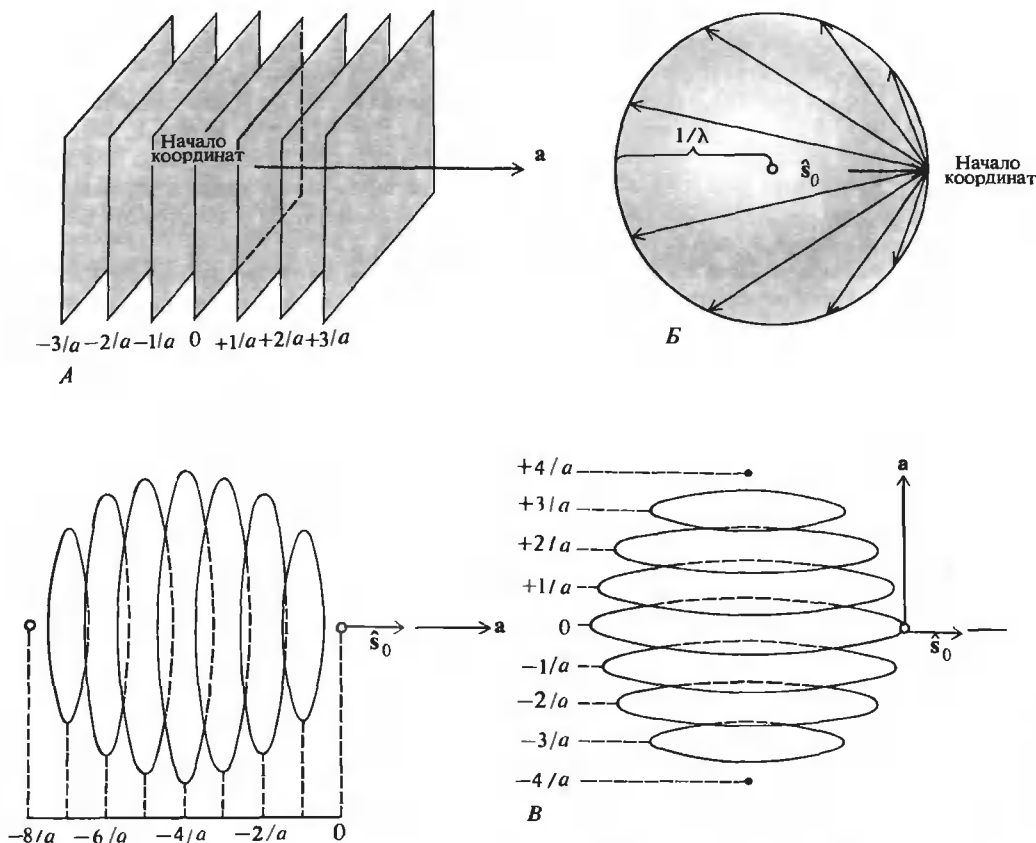 Начало
координат
a
−3/a −2/a −1/a 0 +1/a +2/a +3/a
А
1/λ
ŝ₀
Начало
координат
Б
ŝ₀
a
−8/a −6/a −4/a −2/a 0
+4/a
+3/a
+2/a
+1/a
0
−1/a
−2/a
−3/a
−4/a
a
ŝ₀
В